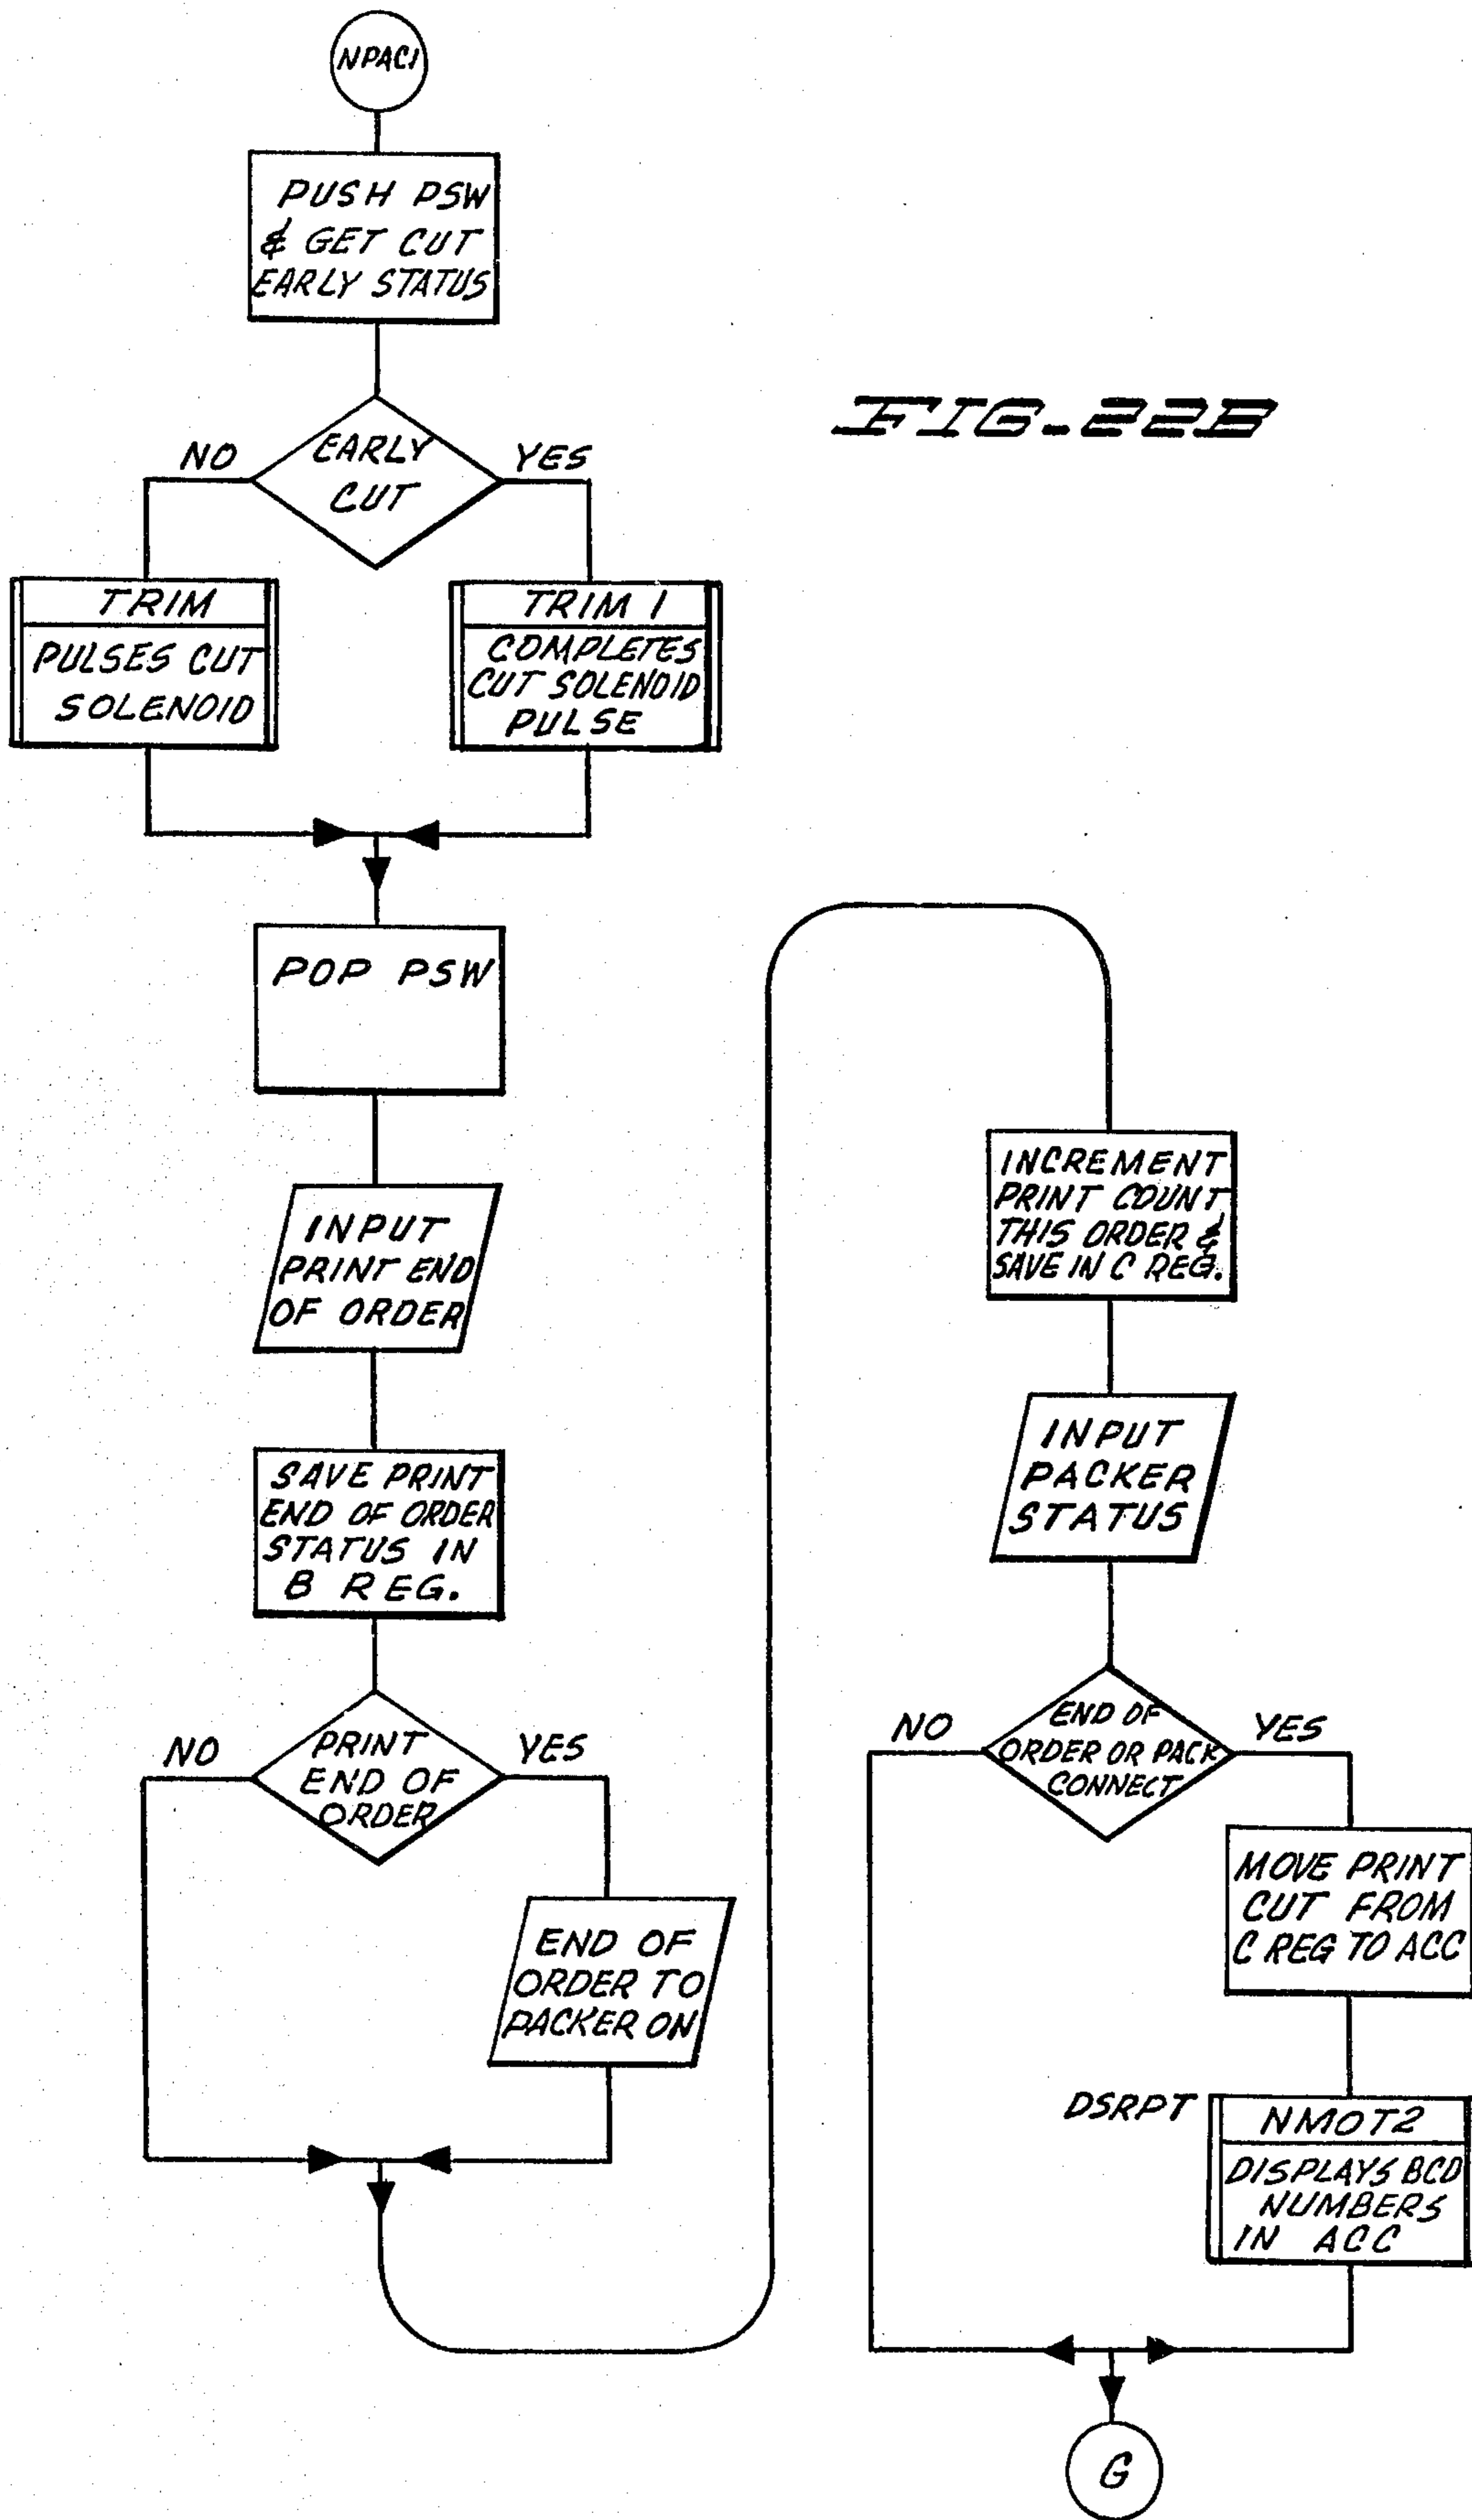 NPAC1
PUSH PSW
& GET CUT
EARLY STATUS
FIG-22B
NO
EARLY
CUT
YES
TRIM
PULSES CUT
SOLENOID
TRIM 1
COMPLETES
CUT SOLENOID
PULSE
POP PSW
INPUT
PRINT END
OF ORDER
SAVE PRINT
END OF ORDER
STATUS IN
B REG.
NO
PRINT
END OF
ORDER
YES
END OF
ORDER TO
PACKER ON
INCREMENT
PRINT COUNT
THIS ORDER &
SAVE IN C REG.
INPUT
PACKER
STATUS
NO
END OF
ORDER OR PACK
CONNECT
YES
MOVE PRINT
CUT FROM
C REG TO ACC
DSRPT
NMOT2
DISPLAYS BCD
NUMBERS
IN ACC
G